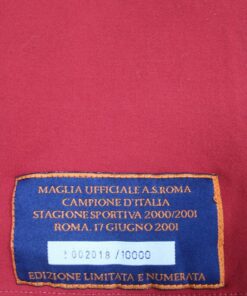 MAGLIA UFFICIALE A.S. ROMA
CAMPIONE D'ITALIA
STAGIONE SPORTIVA 2000/2001
ROMA, 17 GIUGNO 2001
002018 /10000
EDIZIONE LIMITATA E NUMERATA